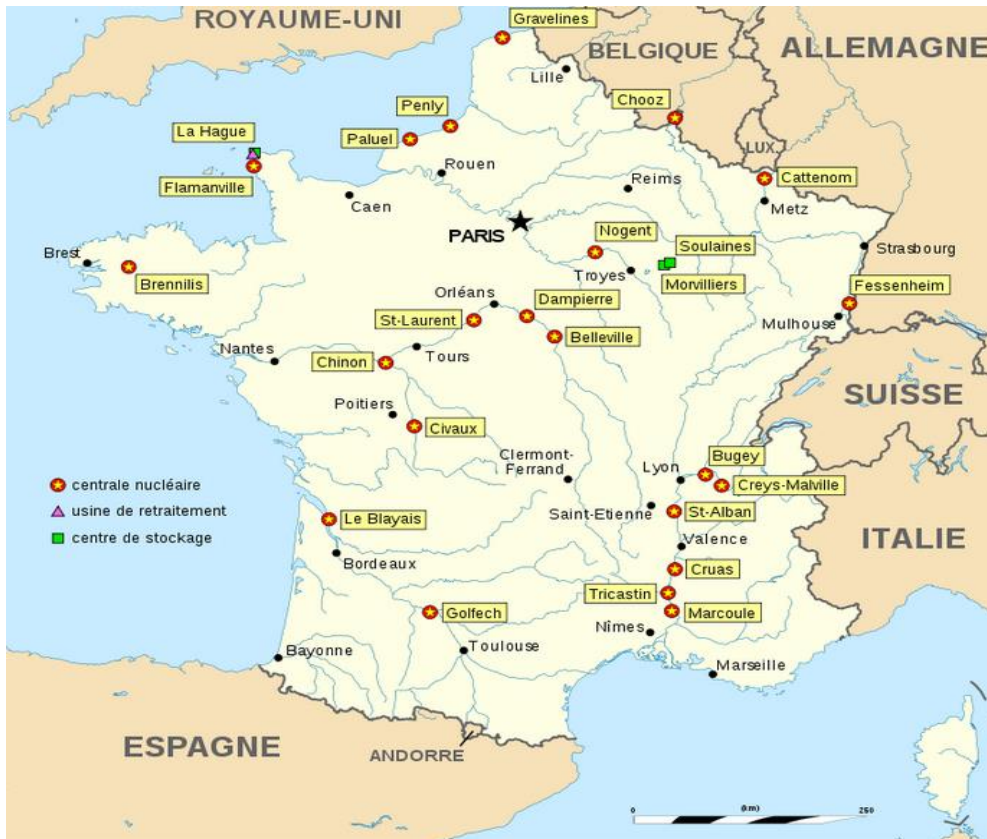 ROYAUME-UNI
Gravelines
BELGIQUE
ALLEMAGNE
Lille
Penly
Chooz
La Hague
Paluel
LUX.
Rouen
Cattenom
Flamanville
Reims
Caen
Metz
PARIS
Nogent
Soulaines
Strasbourg
Brest
Troyes
Brennilis
Morvilliers
Fessenheim
Orléans
Dampierre
St-Laurent
Mulhouse
Belleville
Nantes
Tours
Chinon
SUISSE
Poitiers
Civaux
Clermont-
Ferrand
Bugey
Lyon
centrale nucléaire
Creys-Malville
usine de retraitement
Saint-Etienne
St-Alban
Le Blayais
centre de stockage
ITALIE
Valence
Bordeaux
Cruas
Tricastin
Golfech
Marcoule
Nîmes
Bayonne
Toulouse
Marseille
ESPAGNE
ANDORRE
(km)
0
250